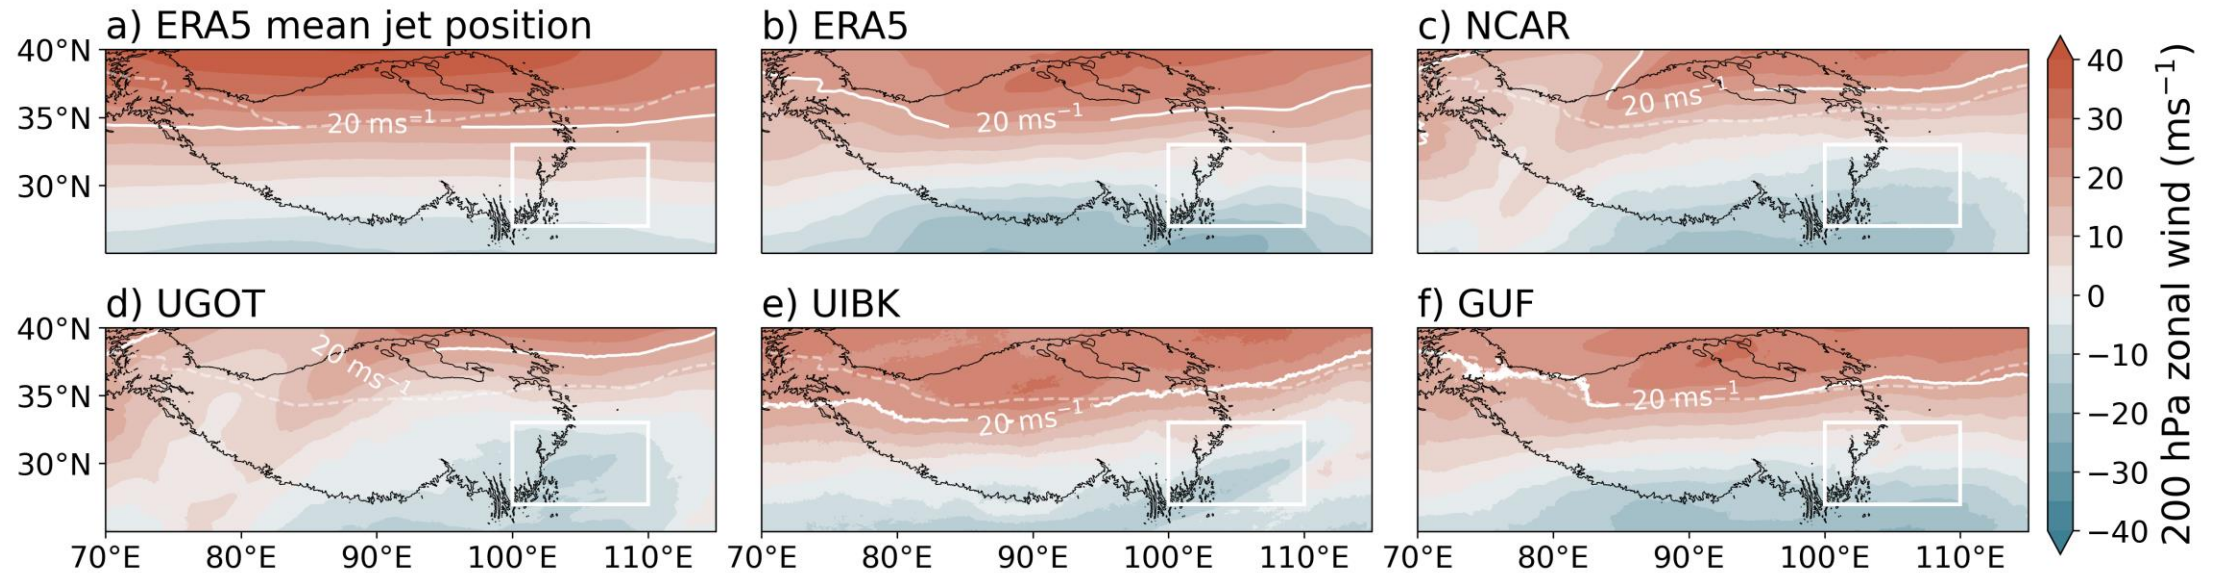 a) ERA5 mean jet position
b) ERA5
c) NCAR
40°N
35°N
30°N
20 ms⁻¹
20 ms⁻¹
20 ms⁻¹
40
30
20
10
0
−10
−20
−30
−40
200 hPa zonal wind (ms⁻¹)
d) UGOT
e) UIBK
f) GUF
40°N
35°N
30°N
20 ms⁻¹
20 ms⁻¹
20 ms⁻¹
70°E 80°E 90°E 100°E 110°E
70°E 80°E 90°E 100°E 110°E
70°E 80°E 90°E 100°E 110°E